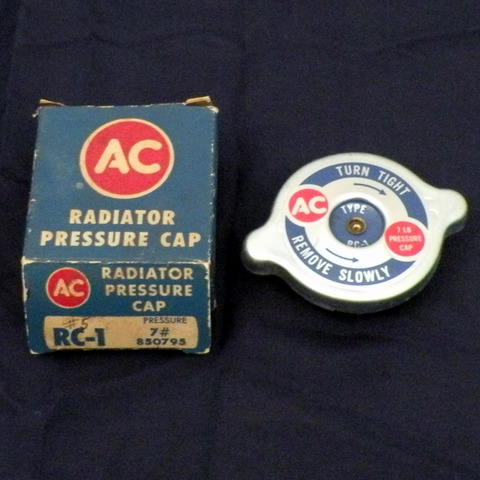 AC
RADIATOR
PRESSURE CAP
AC
RADIATOR
PRESSURE
CAP
#5
RC-1
PRESSURE
7#
850795
TURN TIGHT
AC
TYPE
RC-1
7 LB
PRESSURE
CAP
REMOVE SLOWLY